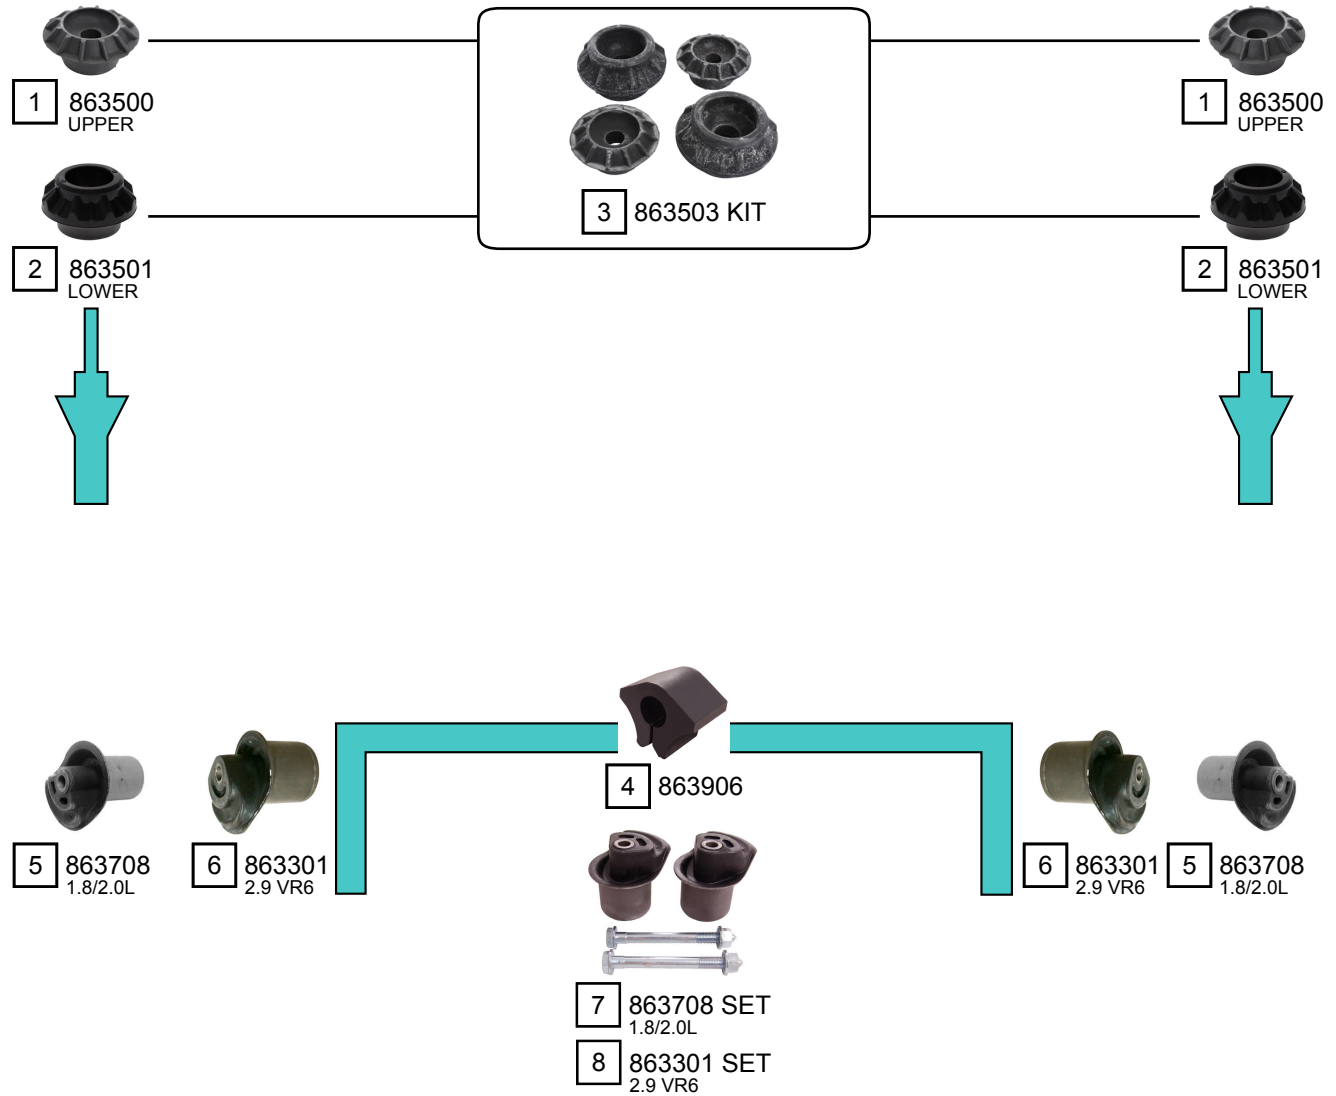 1 863500
UPPER
3 863503 KIT
1 863500
UPPER
2 863501
LOWER
2 863501
LOWER
4 863906
5 863708
1.8/2.0L
6 863301
2.9 VR6
6 863301
2.9 VR6
5 863708
1.8/2.0L
7 863708 SET
1.8/2.0L
8 863301 SET
2.9 VR6